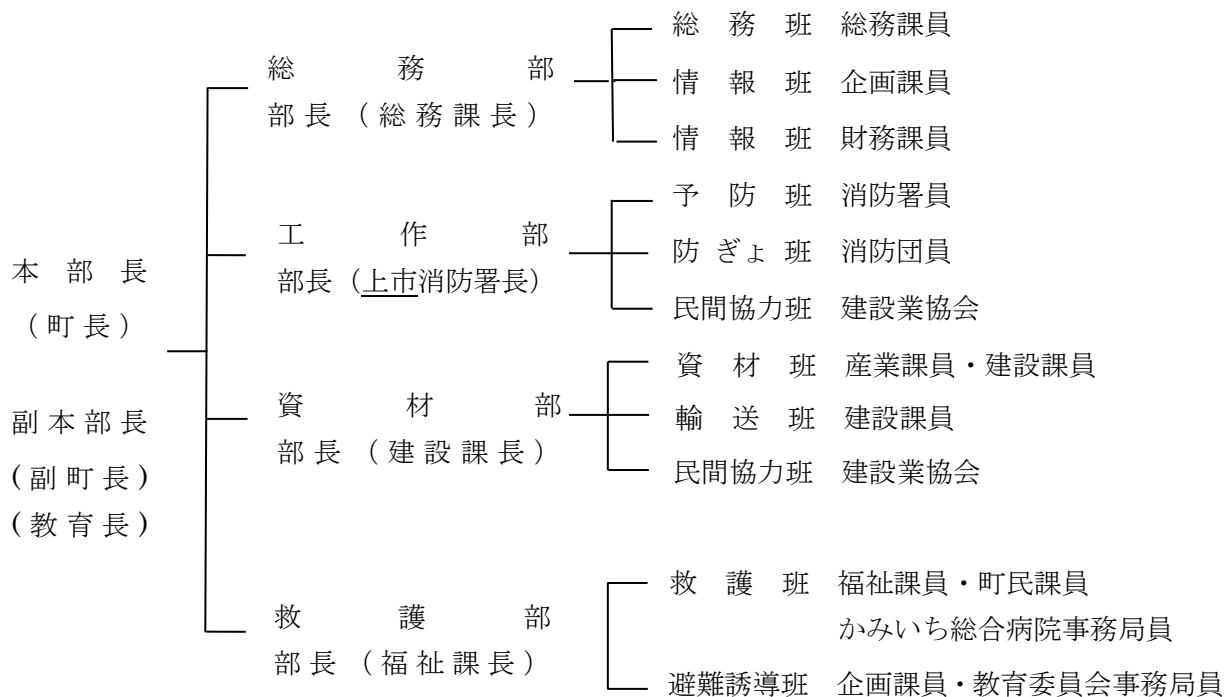 本部長
(町長)
副本部長
(副町長)
(教育長)
総務部
部長(総務課長)
総務班 総務課員
情報班 企画課員
情報班 財務課員
工作部
部長(上市消防署長)
予防班 消防署員
防ぎょ班 消防団員
民間協力班 建設業協会
資材部
部長(建設課長)
資材班 産業課員・建設課員
輸送班 建設課員
民間協力班 建設業協会
救護部
部長(福祉課長)
救護班 福祉課員・町民課員
かみいち総合病院事務局員
避難誘導班 企画課員・教育委員会事務局員